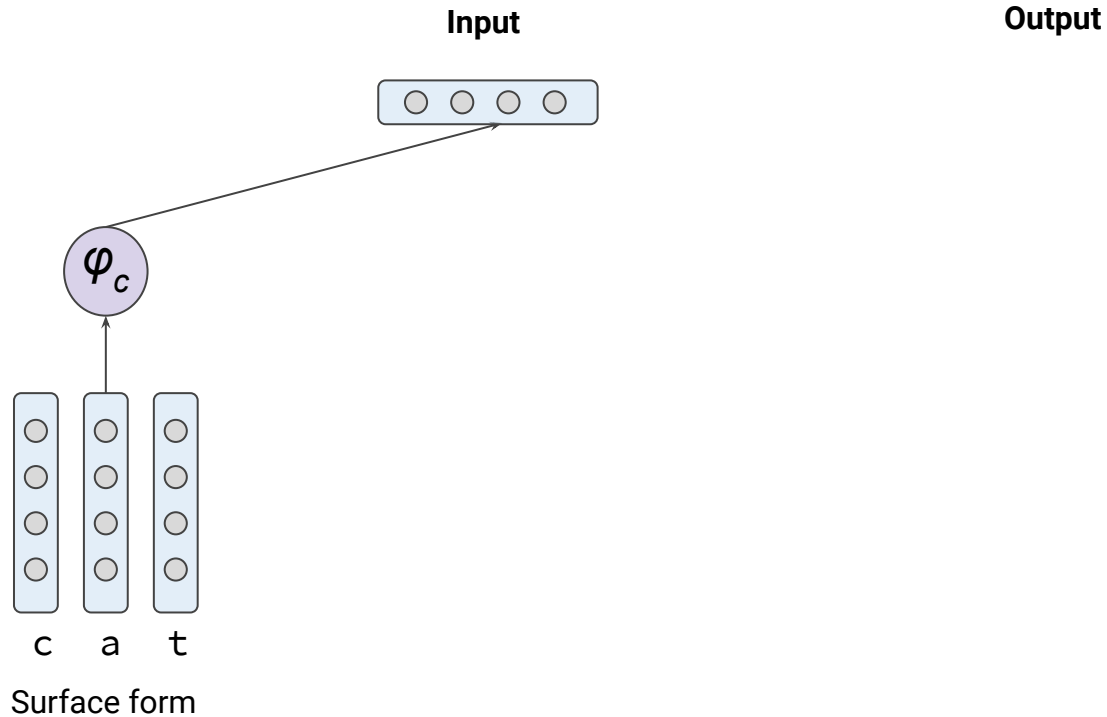 Input
Output
φc
c a t
Surface form